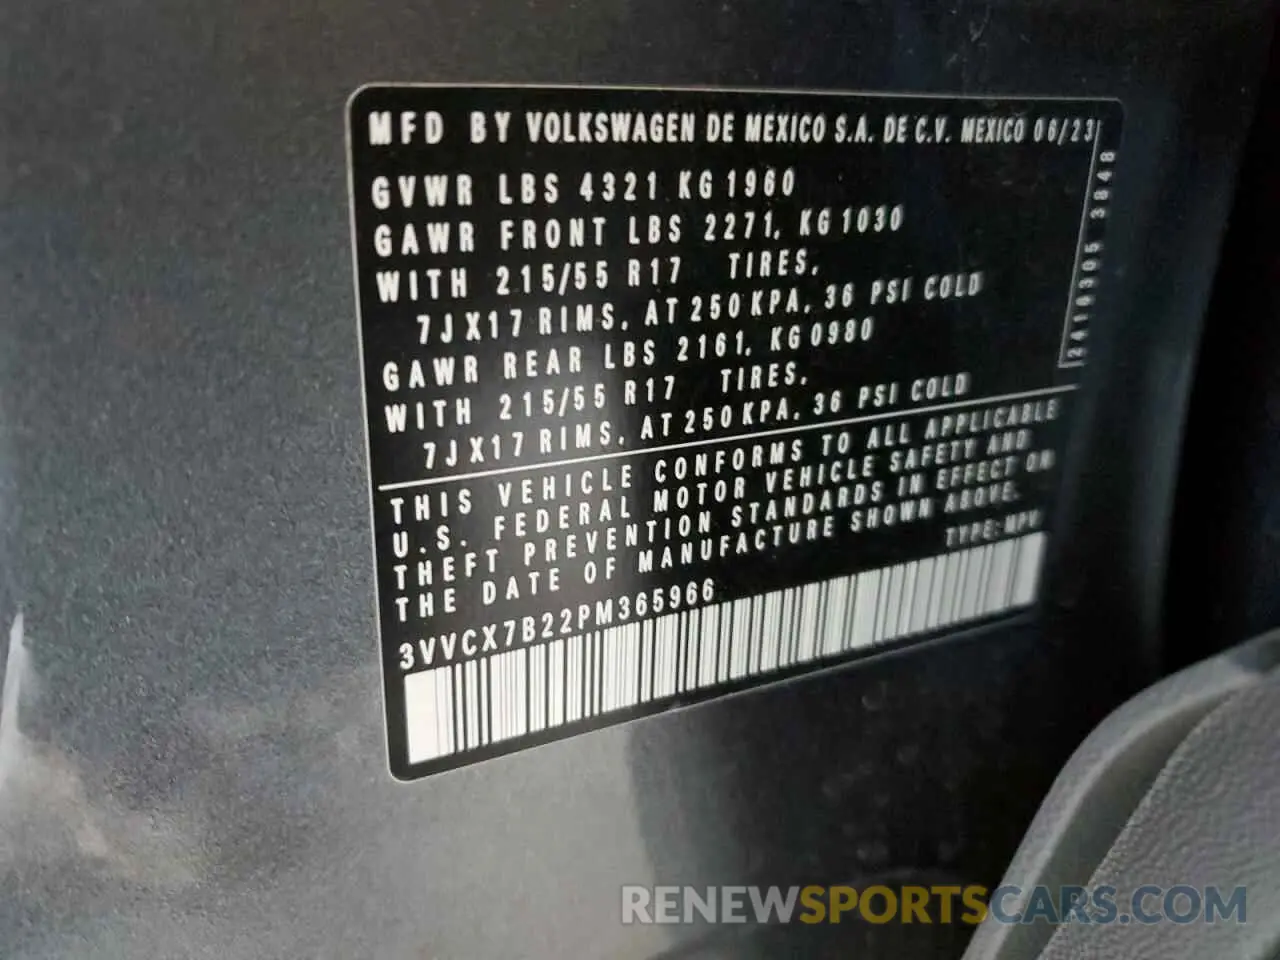 MFD BY VOLKSWAGEN DE MEXICO S.A. DE C.V. MEXICO 06/23
GVWR LBS 4321 KG 1960
GAWR FRONT LBS 2271, KG 1030
WITH 215/55 R17 TIRES,
7JX17 RIMS, AT 250 KPA, 36 PSI COLD
GAWR REAR LBS 2161, KG 0980
WITH 215/55 R17 TIRES,
7JX17 RIMS, AT 250 KPA, 36 PSI COLD
THIS VEHICLE CONFORMS TO ALL APPLICABLE
U.S. FEDERAL MOTOR VEHICLE SAFETY AND
THEFT PREVENTION STANDARDS IN EFFECT ON
THE DATE OF MANUFACTURE SHOWN ABOVE.
TYPE: MPV
3VVCX7B22PM365966
2410305 3848
RENEWSPORTSCARS.COM